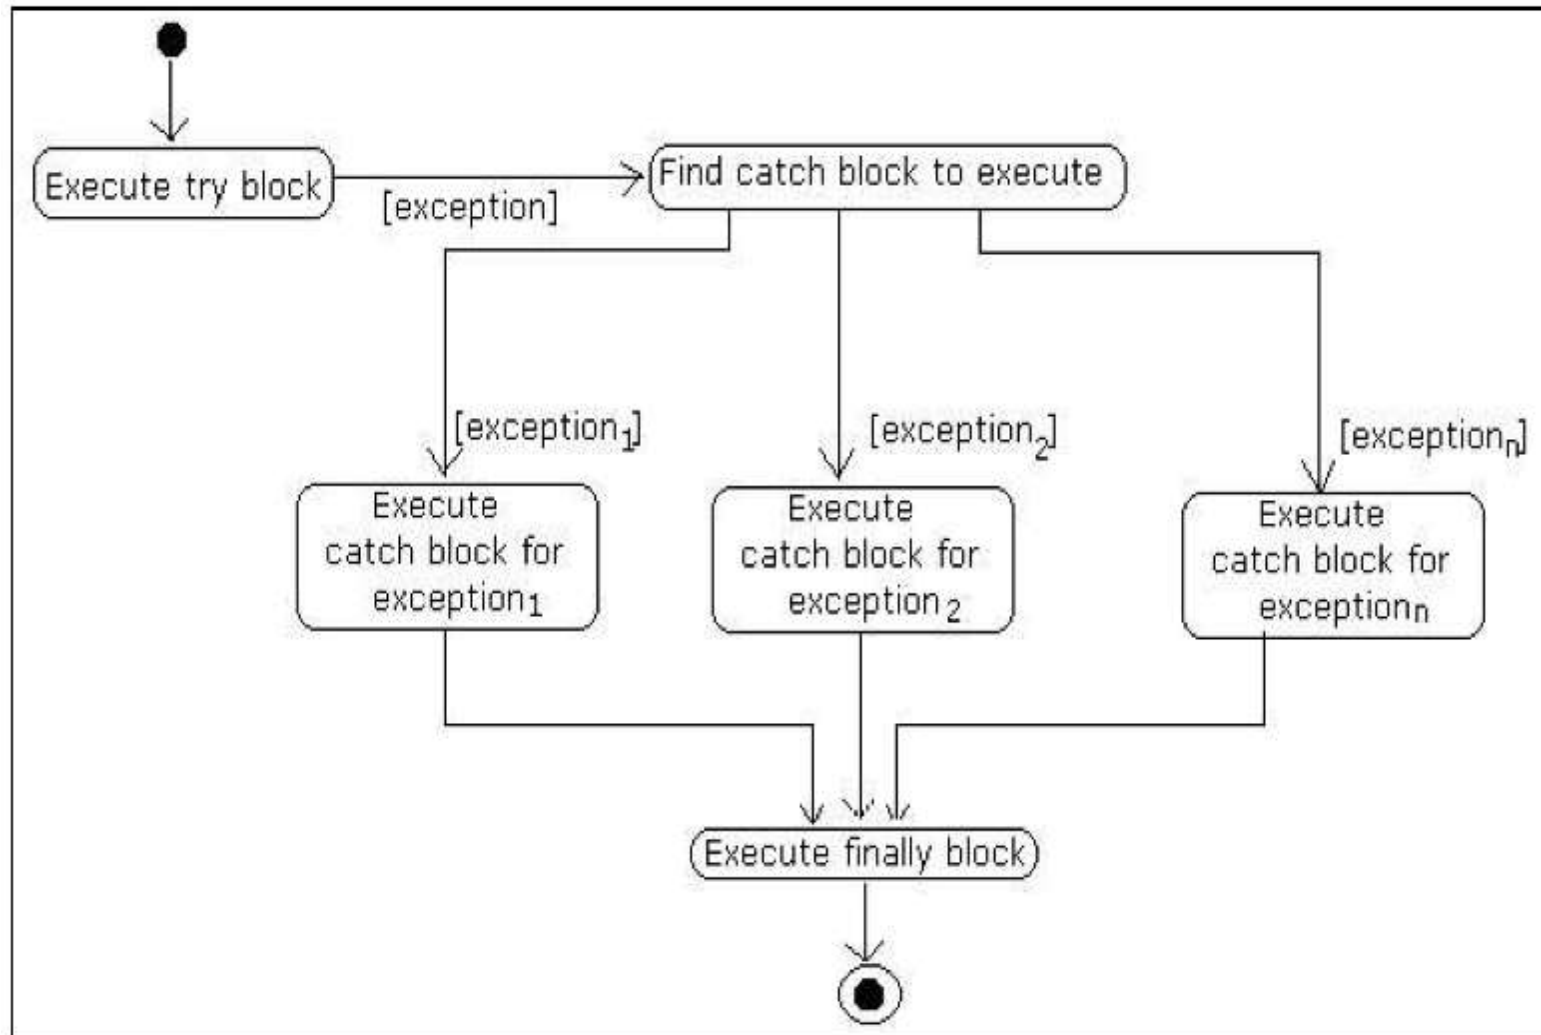 Execute try block
[exception]
Find catch block to execute
[exception₁]
[exception₂]
[exceptionₙ]
Execute
catch block for
exception₁
Execute
catch block for
exception₂
Execute
catch block for
exceptionₙ
Execute finally block